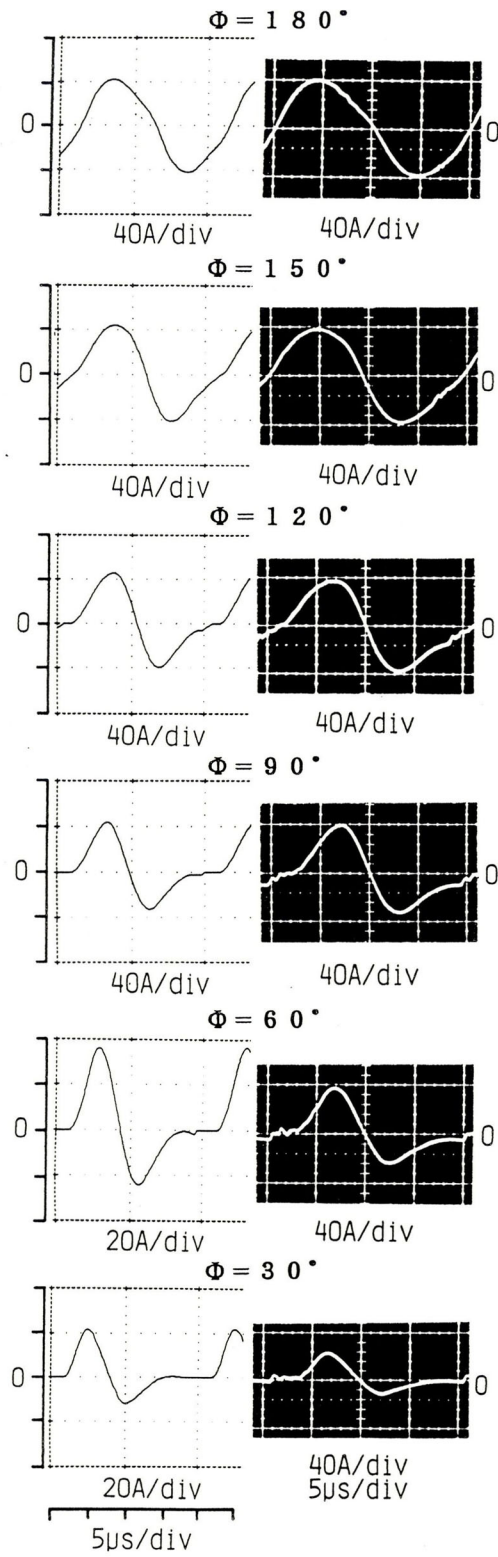 Φ = 1 8 0°
0 0
40A/div 40A/div
Φ = 1 5 0°
0 0
40A/div 40A/div
Φ = 1 2 0°
0 0
40A/div 40A/div
Φ = 9 0°
0 0
40A/div 40A/div
Φ = 6 0°
0 0
20A/div 40A/div
Φ = 3 0°
0 0
20A/div 40A/div
5µs/div 5µs/div